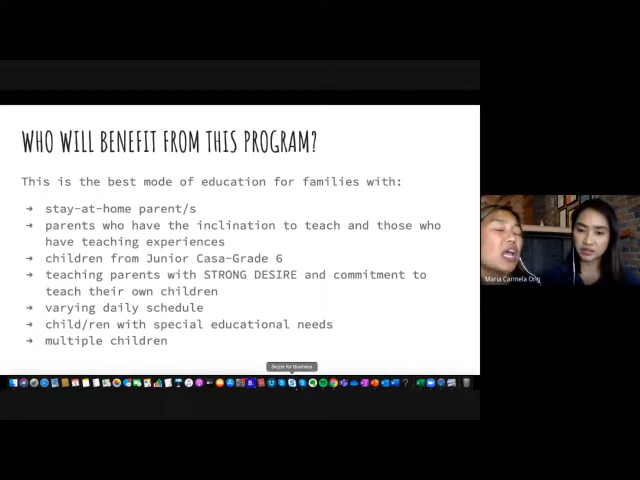 WHO WILL BENEFIT FROM THIS PROGRAM?
This is the best mode of education for families with:
→ stay-at-home parent/s
→ parents who have the inclination to teach and those who
have teaching experiences
→ children from Junior Casa-Grade 6
→ teaching parents with STRONG DESIRE and commitment to
teach their own children
→ varying daily schedule
→ child/ren with special educational needs
→ multiple children
Maria Carmela Ong
Skype for Business